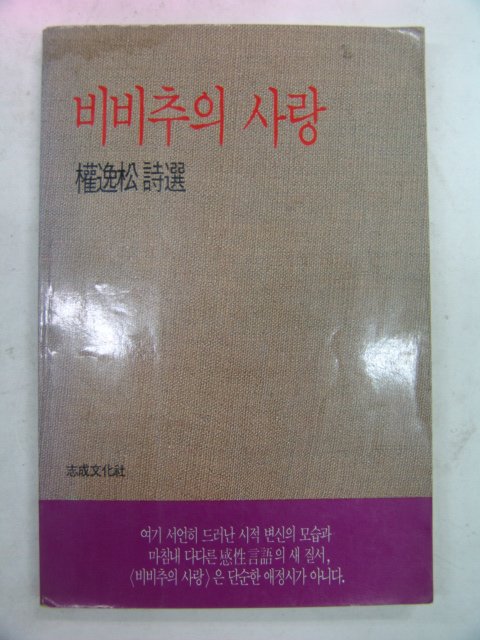 비비추의 사랑
權逸松 詩選
志成文化社
여기 서연히 드러난 시적 변신의 모습과
마침내 다다른 感性言語의 새 질서,
〈비비추의 사랑〉은 단순한 애정시가 아니다.